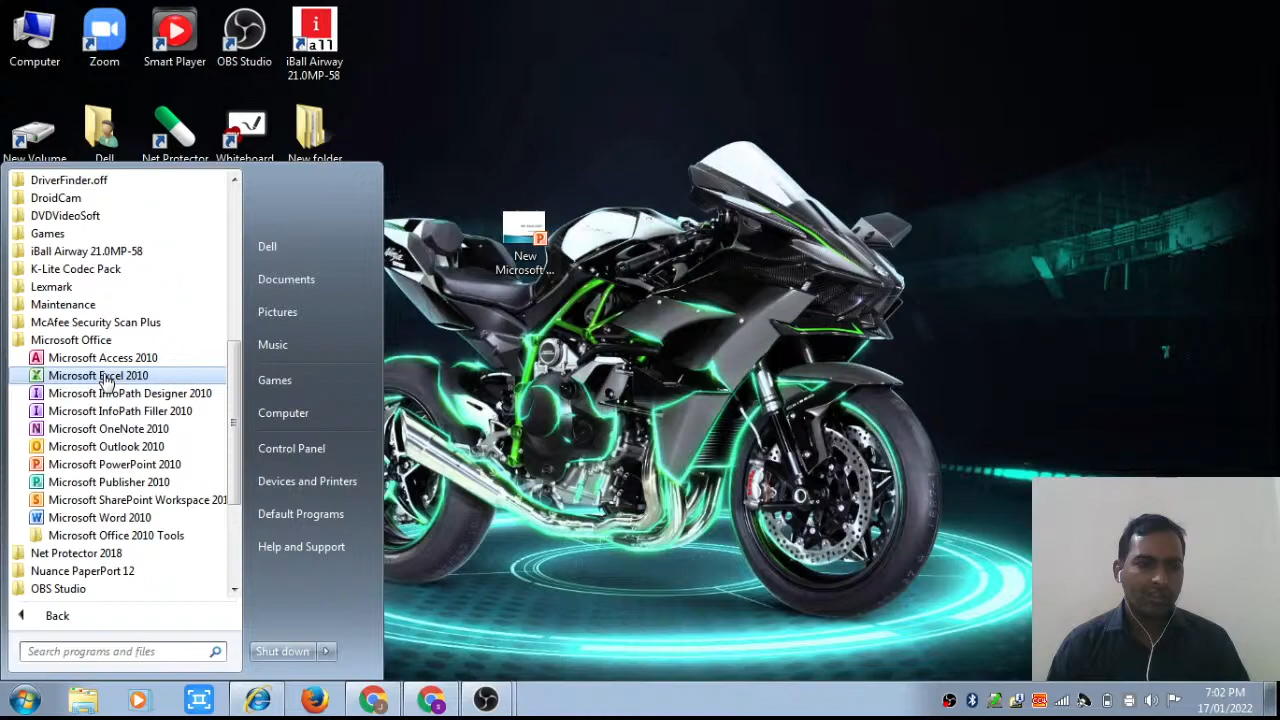 Computer
Zoom
Smart Player
OBS Studio
iBall Airway
21.0MP-58
i
all
New Volume
Dell
Net Protector
Whiteboard
New folder
New
Microsoft ...
DriverFinder.off
DroidCam
DVDVideoSoft
Games
iBall Airway 21.0MP-58
K-Lite Codec Pack
Lexmark
Maintenance
McAfee Security Scan Plus
Microsoft Office
Microsoft Access 2010
Microsoft Excel 2010
Microsoft InfoPath Designer 2010
Microsoft InfoPath Filler 2010
Microsoft OneNote 2010
Microsoft Outlook 2010
Microsoft PowerPoint 2010
Microsoft Publisher 2010
Microsoft SharePoint Workspace 201
Microsoft Word 2010
Microsoft Office 2010 Tools
Net Protector 2018
Nuance PaperPort 12
OBS Studio
Back
Search programs and files
Dell
Documents
Pictures
Music
Games
Computer
Control Panel
Devices and Printers
Default Programs
Help and Support
Shut down
7:02 PM
17/01/2022